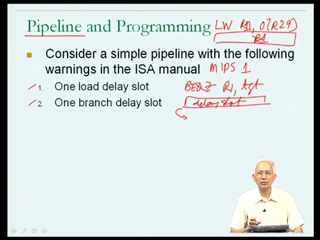 Pipeline and Programming
LW R1, 0(R29)
R1
Consider a simple pipeline with the following
warnings in the ISA manual MIPS 1
1. One load delay slot
BEQZ R1, tgt
2. One branch delay slot
delay slot